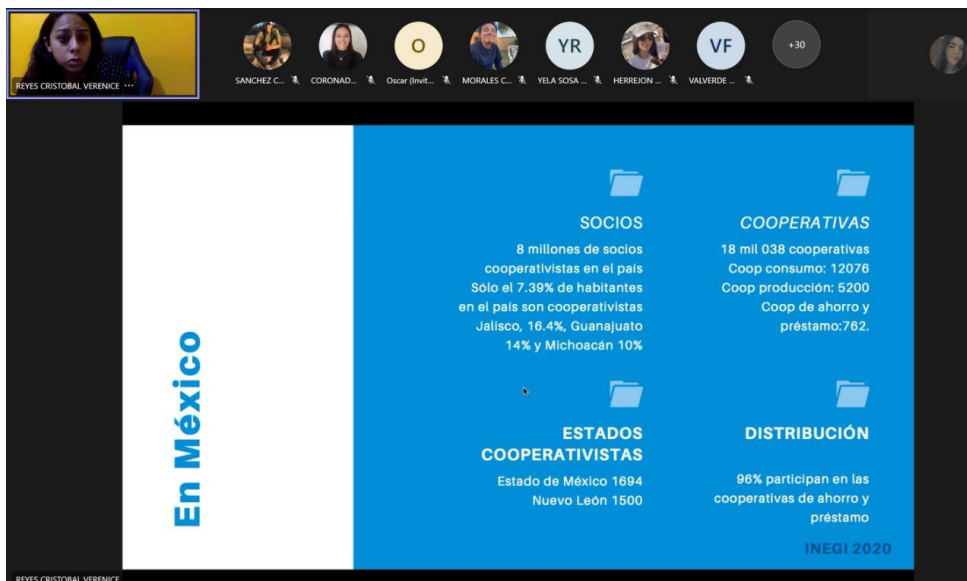 REYES CRISTOBAL VERENICE ...
SANCHEZ C...
CORONAD...
O
Oscar (Invit...
MORALES C...
YR
YELA SOSA ...
HERREJON ...
VF
VALVERDE ...
+30
En México
SOCIOS
8 millones de socios
cooperativistas en el país
Sólo el 7.39% de habitantes
en el país son cooperativistas
Jalisco, 16.4%, Guanajuato
14% y Michoacán 10%
COOPERATIVAS
18 mil 038 cooperativas
Coop consumo: 12076
Coop producción: 5200
Coop de ahorro y
préstamo:762.
ESTADOS
COOPERATIVISTAS
Estado de México 1694
Nuevo León 1500
DISTRIBUCIÓN
96% participan en las
cooperativas de ahorro y
préstamo
INEGI 2020
REYES CRISTOBAL VERENICE